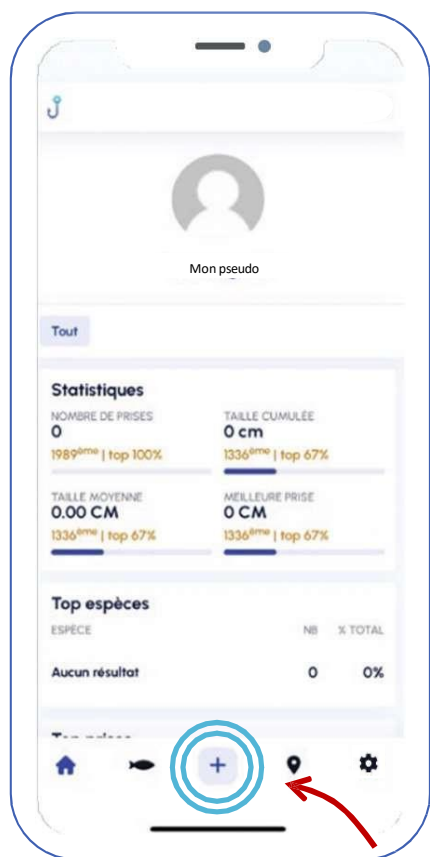 Mon pseudo
Tout
Statistiques
NOMBRE DE PRISES TAILLE CUMULÉE
0 0 cm
1989ème | top 100% 1336ème | top 67%
TAILLE MOYENNE MEILLEURE PRISE
0.00 CM 0 CM
1336ème | top 67% 1336ème | top 67%
Top espèces
ESPÈCE NB % TOTAL
Aucun résultat 0 0%